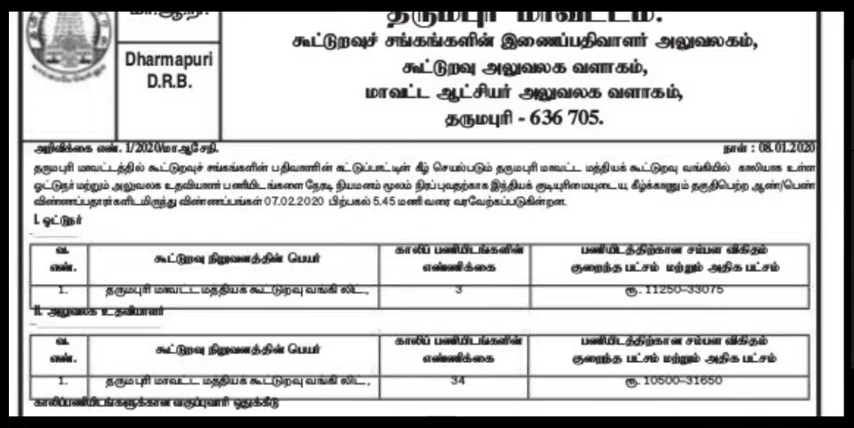 மா.ஆ.நி.
Dharmapuri
D.R.B.
தருமபுரி மாவட்டம்.
கூட்டுறவுச் சங்கங்களின் இணைப்பதிவாளர் அலுவலகம்,
கூட்டுறவு அலுவலக வளாகம்,
மாவட்ட ஆட்சியர் அலுவலக வளாகம்,
தருமபுரி - 636 705.
அறிவிக்கை எண். 1/2020/மாஆசேநி. நாள் : 08.01.2020
தருமபுரி மாவட்டத்தில் கூட்டுறவுச் சங்கங்களின் பதிவாளரின் கட்டுப்பாட்டின் கீழ் செயல்படும் தருமபுரி மாவட்ட மத்தியக் கூட்டுறவு வங்கியில் காலியாக உள்ள
ஓட்டுநர் மற்றும் அலுவலக உதவியாளர் பணியிடங்களை நேரடி நியமனம் மூலம் நிரப்புவதற்காக இந்தியக் குடியுரிமையுடைய, கீழ்க்காணும் தகுதிபெற்ற ஆண்/பெண்
விண்ணப்பதாரர்களிடமிருந்து விண்ணப்பங்கள் 07.02.2020 பிற்பகல் 5.45 மணி வரை வரவேற்கப்படுகின்றன.
I. ஓட்டுநர்
வ. எண். கூட்டுறவு நிறுவனத்தின் பெயர் காலிப் பணியிடங்களின் எண்ணிக்கை பணியிடத்திற்கான சம்பள விகிதம் குறைந்த பட்சம் மற்றும் அதிக பட்சம்
1. தருமபுரி மாவட்ட மத்தியக் கூட்டுறவு வங்கி லிட்., 3 ரூ. 11250–33075
II. அலுவலக உதவியாளர்
வ. எண். கூட்டுறவு நிறுவனத்தின் பெயர் காலிப் பணியிடங்களின் எண்ணிக்கை பணியிடத்திற்கான சம்பள விகிதம் குறைந்த பட்சம் மற்றும் அதிக பட்சம்
1. தருமபுரி மாவட்ட மத்தியக் கூட்டுறவு வங்கி லிட்., 34 ரூ. 10500–31650
காலிப்பணியிடங்களுக்கான வகுப்புவாரி ஒதுக்கீடு